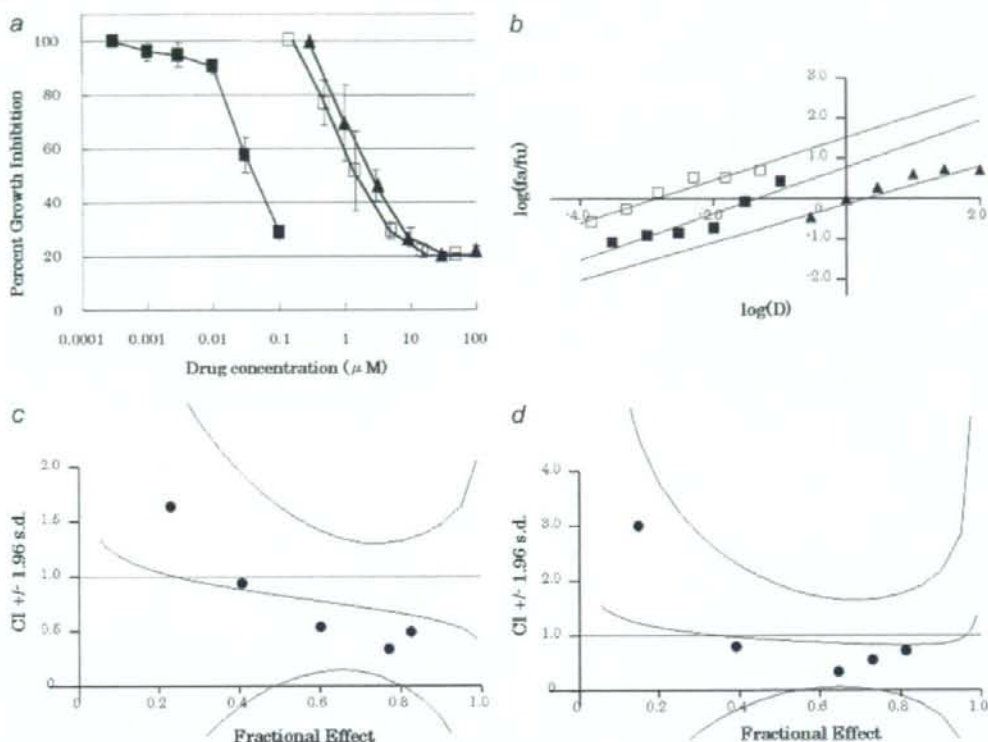 a
100
80
60
40
20
0
Percent Growth Inhibition
0.0001 0.001 0.01 0.1 1 10 100
Drug concentration (μM)
b
3.0
2.0
1.0
0
-1.0
-2.0
log(fa/fu)
-4.0 -2.0 2.0
log(D)
c
2.0
1.5
1.0
0.5
0
CI +/- 1.96 s.d.
0 0.2 0.4 0.6 0.8 1.0
Fractional Effect
d
4.0
3.0
2.0
1.0
0
CI +/- 1.96 s.d.
0 0.2 0.4 0.6 0.8 1.0
Fractional Effect